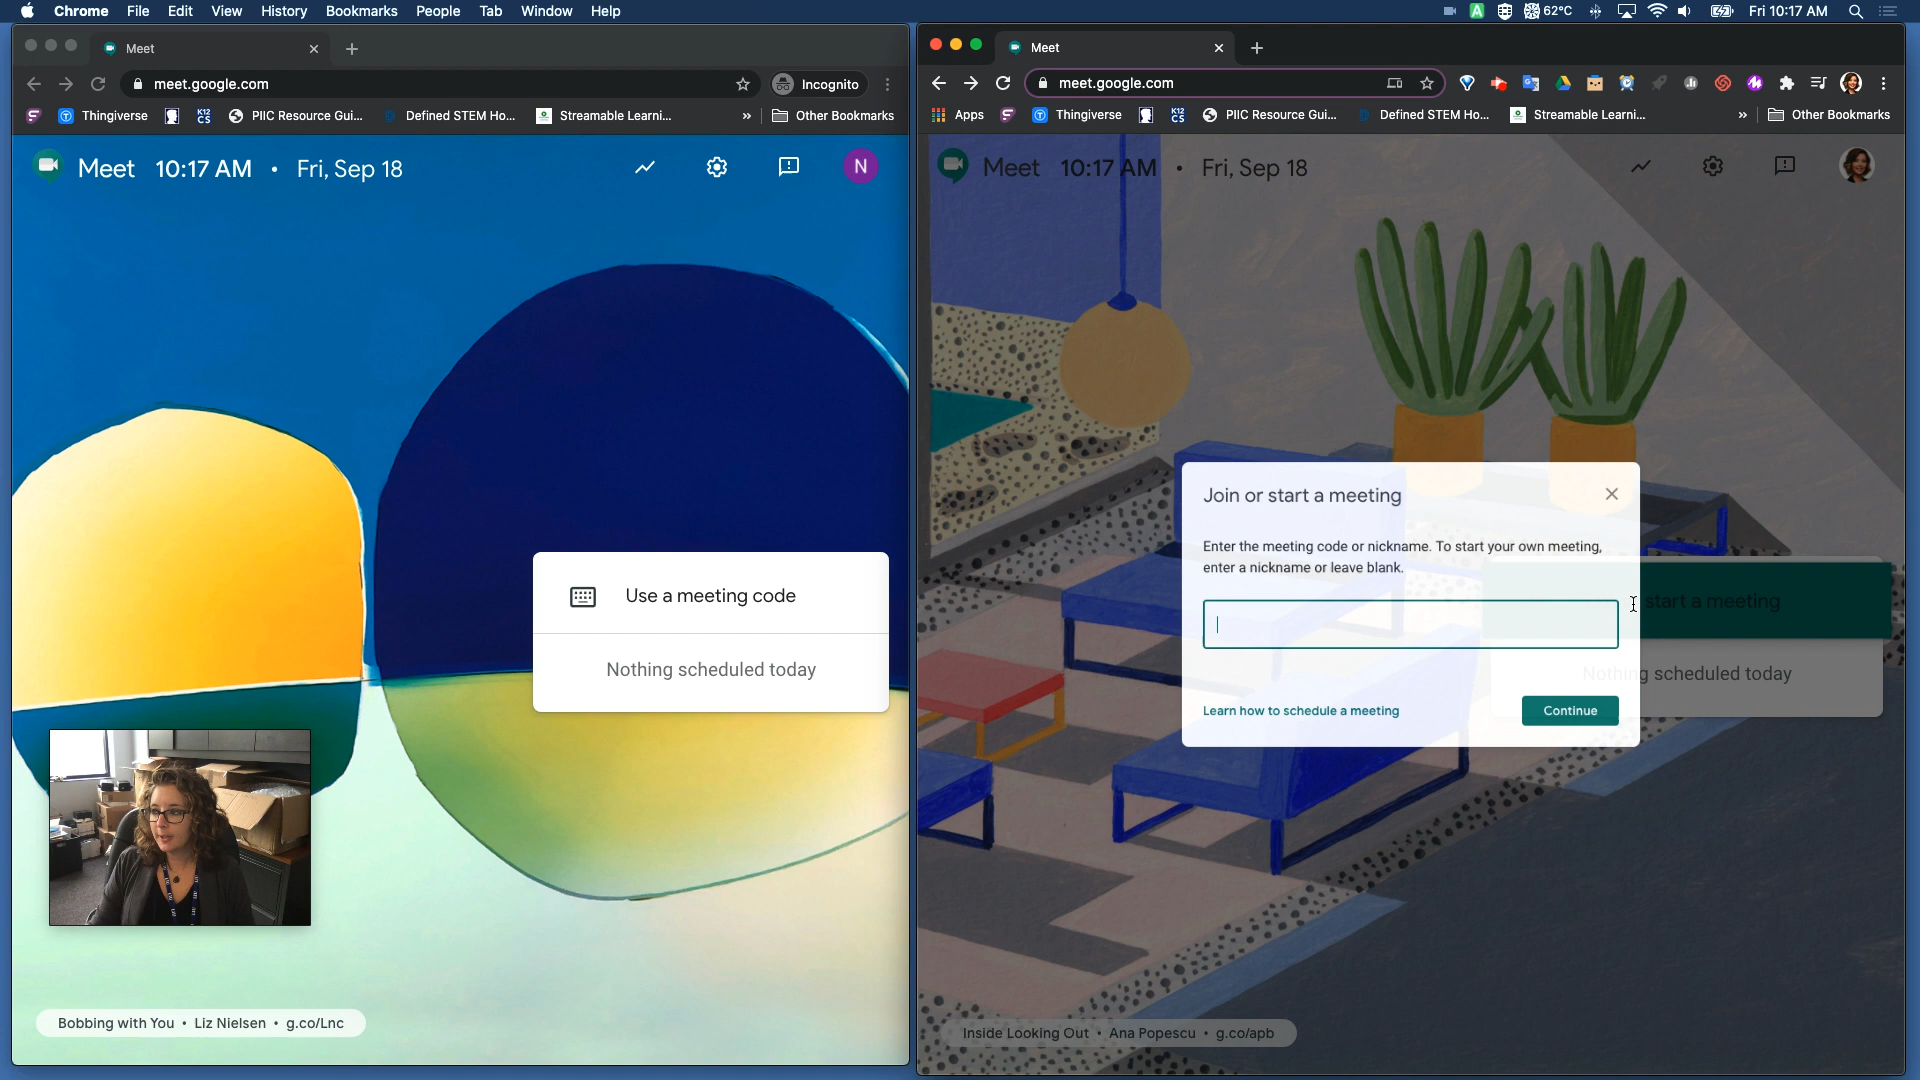 Chrome File Edit View History Bookmarks People Tab Window Help
A 62°C Fri 10:17 AM
Meet
meet.google.com
Incognito
Thingiverse K12 CS PIIC Resource Gui... Defined STEM Ho... Streamable Learni... » Other Bookmarks
Meet 10:17 AM • Fri, Sep 18
N
Use a meeting code
Nothing scheduled today
Bobbing with You • Liz Nielsen • g.co/Lnc
Meet
meet.google.com
Apps Thingiverse K12 CS PIIC Resource Gui... Defined STEM Ho... Streamable Learni... » Other Bookmarks
Meet 10:17 AM • Fri, Sep 18
Join or start a meeting
Enter the meeting code or nickname. To start your own meeting,
enter a nickname or leave blank.
start a meeting
Nothing scheduled today
Learn how to schedule a meeting
Continue
Inside Looking Out • Ana Popescu • g.co/apb